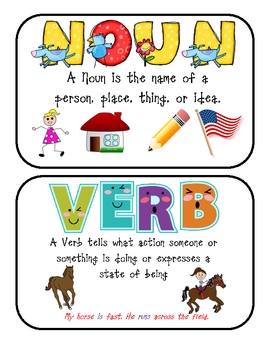 NOUN
A Noun is the name of a
person, place, thing, or idea.
VERB
A Verb tells what action someone or
something is doing or expresses a
state of being
My horse is fast. He runs across the field.